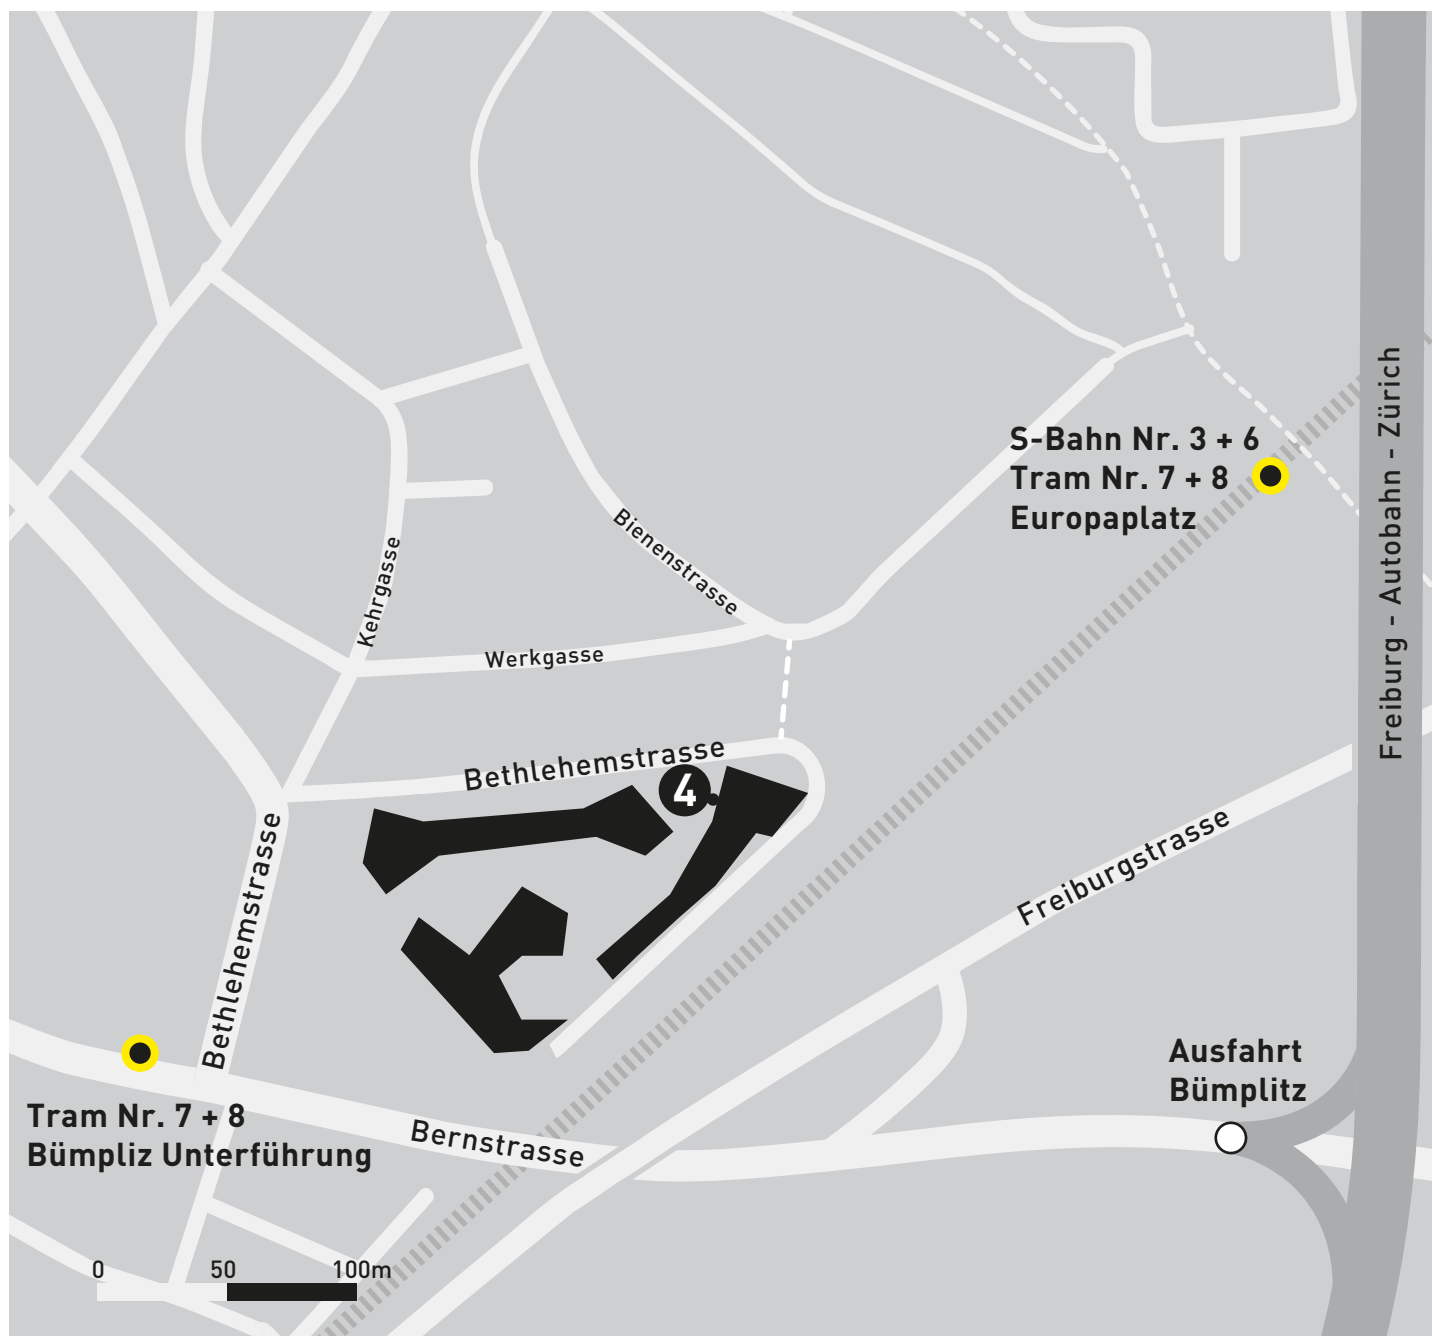 S-Bahn Nr. 3 + 6
Tram Nr. 7 + 8
Europaplatz
Freiburg - Autobahn - Zürich
Bienenstrasse
Kehrgasse
Werkgasse
Bethlehemstrasse
4
Bethlehemstrasse
Freiburgstrasse
Ausfahrt
Bümplitz
Tram Nr. 7 + 8
Bümpliz Unterführung
Bernstrasse
0 50 100m